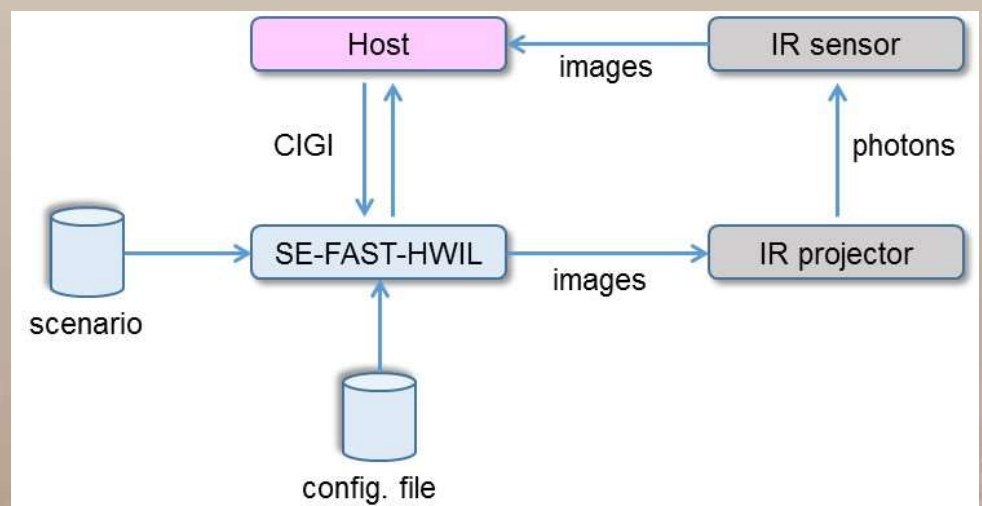 Host
IR sensor
images
CIGI
photons
SE-FAST-HWIL
IR projector
images
scenario
config. file